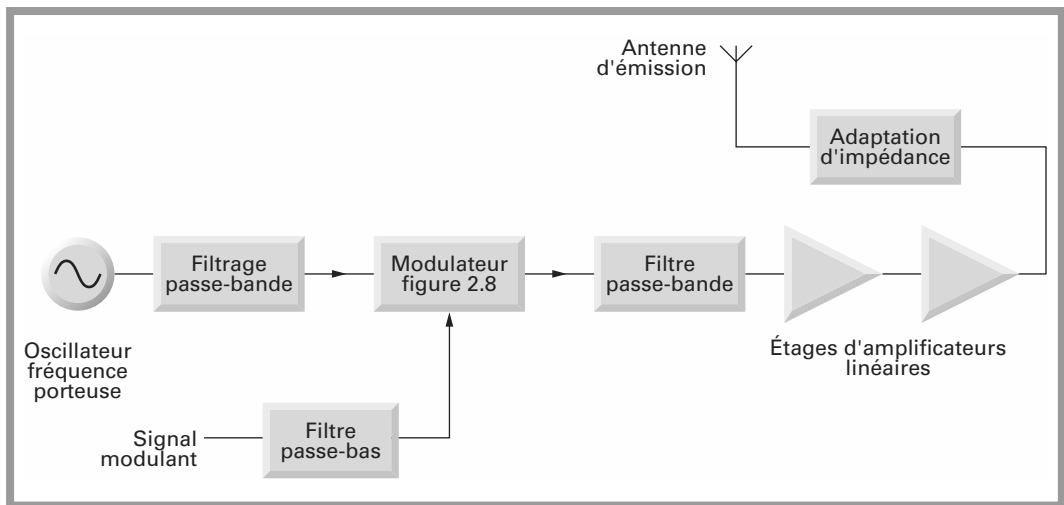 Antenne
d'émission
Adaptation
d'impédance
Filtrage
passe-bande
Modulateur
figure 2.8
Filtre
passe-bande
Oscillateur
fréquence
porteuse
Étages d'amplificateurs
linéaires
Signal
modulant
Filtre
passe-bas